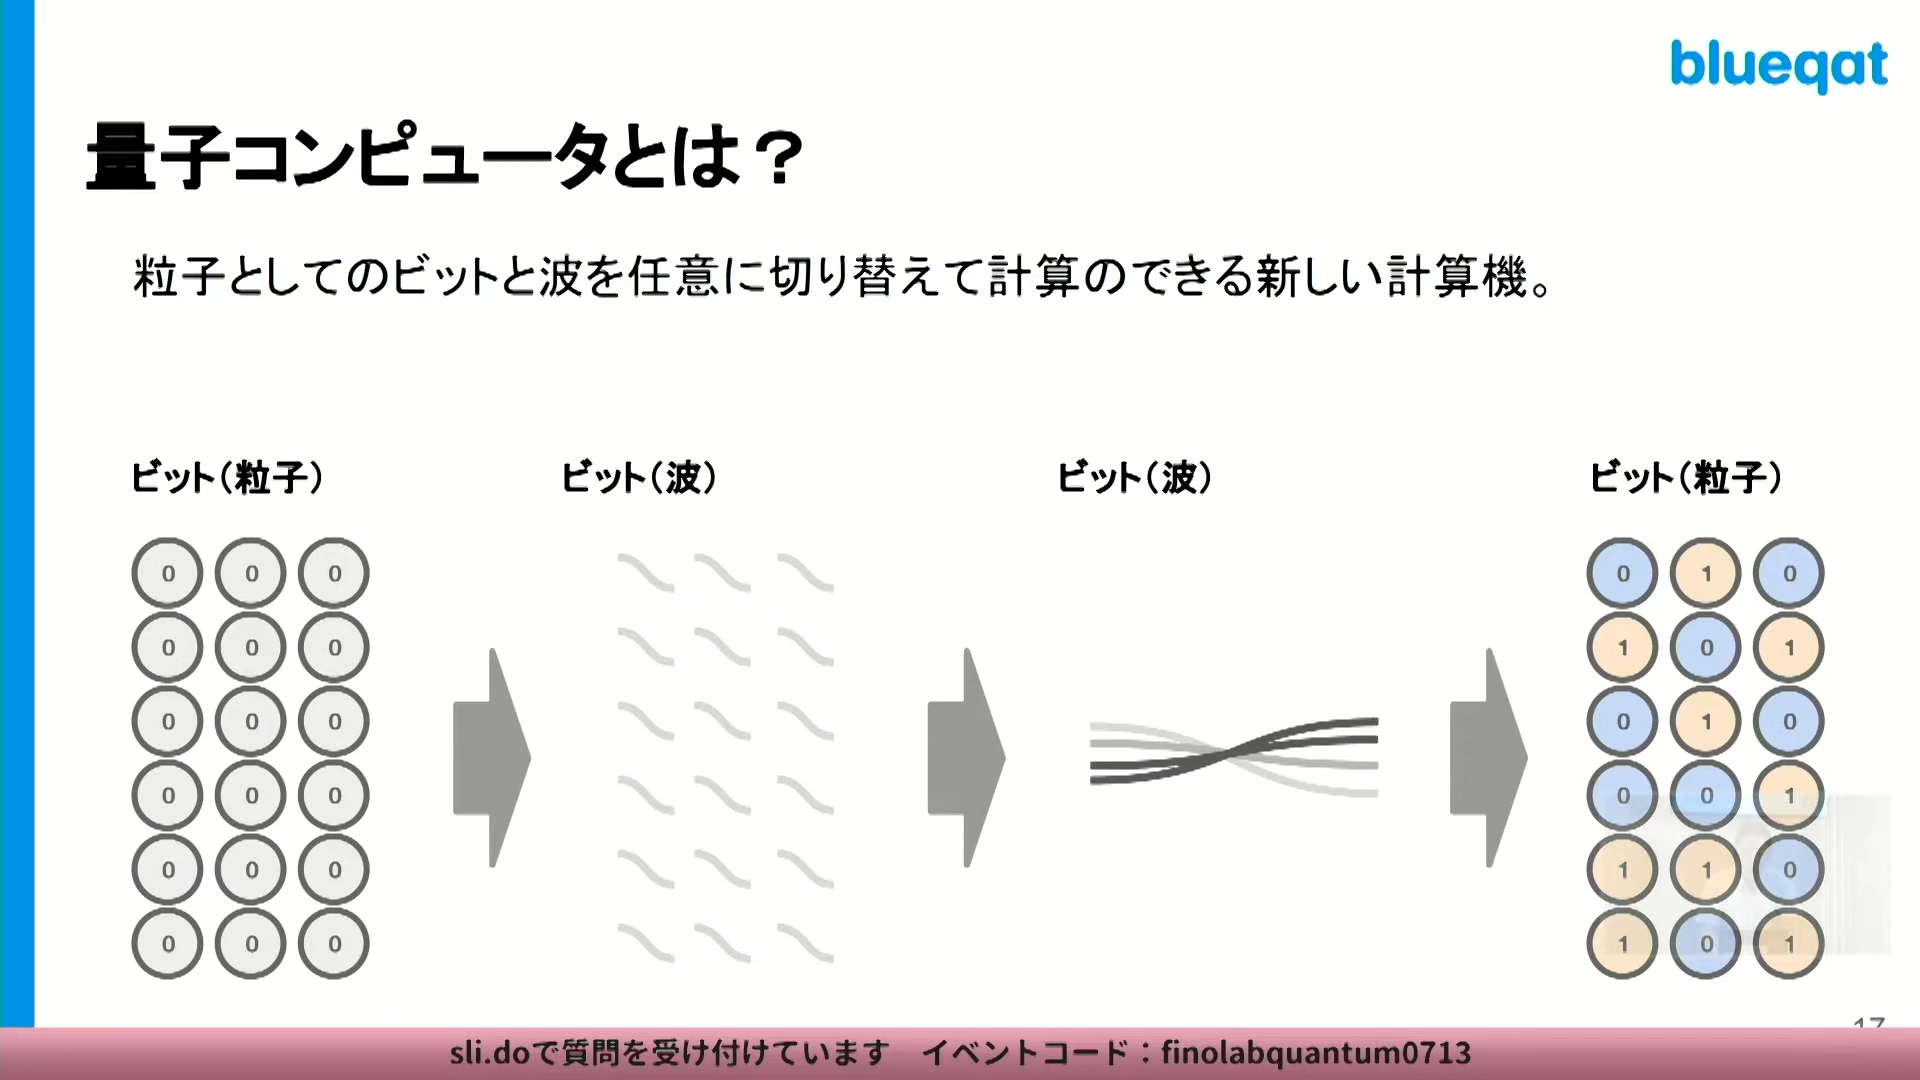 blueqat
量子コンピュータとは？
粒子としてのビットと波を任意に切り替えて計算のできる新しい計算機。
ビット（粒子） ビット（波） ビット（波） ビット（粒子）
0 0 0 0 1 0
0 0 0 1 0 1
0 0 0 0 1 0
0 0 0 0 0 1
0 0 0 1 1 0
0 0 0 1 0 1
17
sli.doで質問を受け付けています　イベントコード：finolabquantum0713